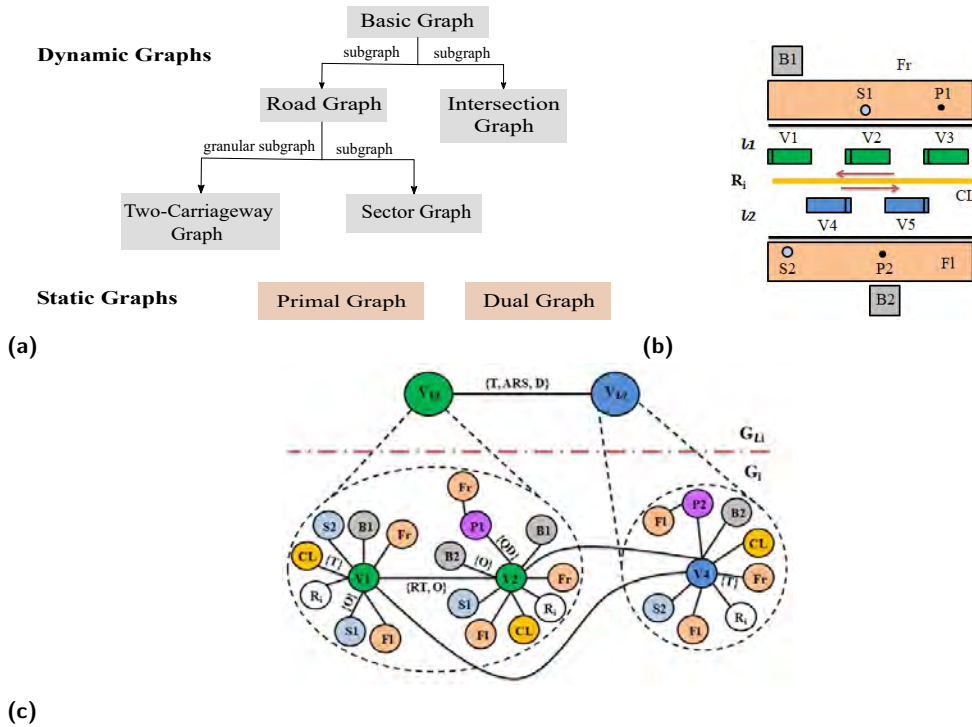 Basic Graph
Dynamic Graphs
subgraph
subgraph
Road Graph
Intersection
Graph
granular subgraph
subgraph
Two-Carriageway
Graph
Sector Graph
Static Graphs
Primal Graph
Dual Graph
(a)
B1
Fr
S1
P1
l1
V1
V2
V3
Ri
CL
l2
V4
V5
S2
P2
Fl
B2
(b)
{T, ARS, D}
GLi
Gi
Fr
S2
B1
Fr
P1
B1
Fl
P2
B2
CL
{T}
V1
{QD}
B2
{O}
V2
CL
V4
{T}
Fr
Ri
{O}
{RT, O}
Fr
S1
Fl
S1
Ri
Fl
CL
S2
Fl
Ri
(c)